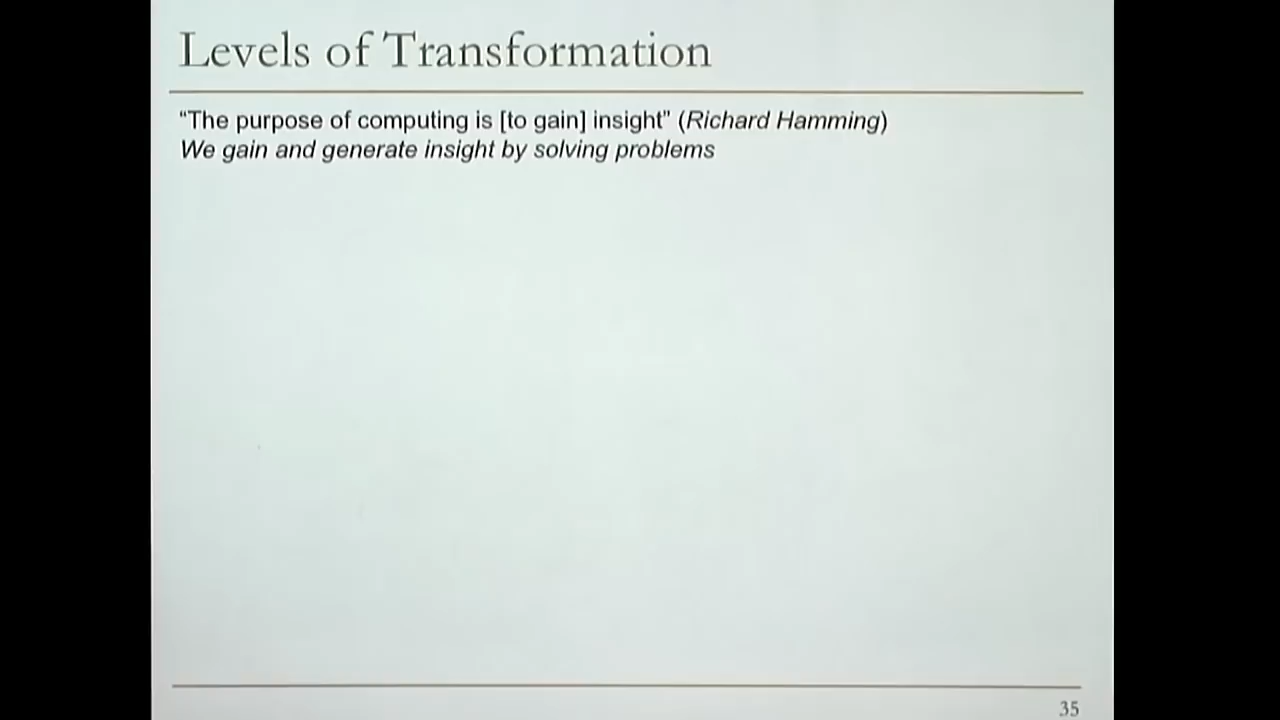 Levels of Transformation
“The purpose of computing is [to gain] insight” (Richard Hamming)
We gain and generate insight by solving problems
35